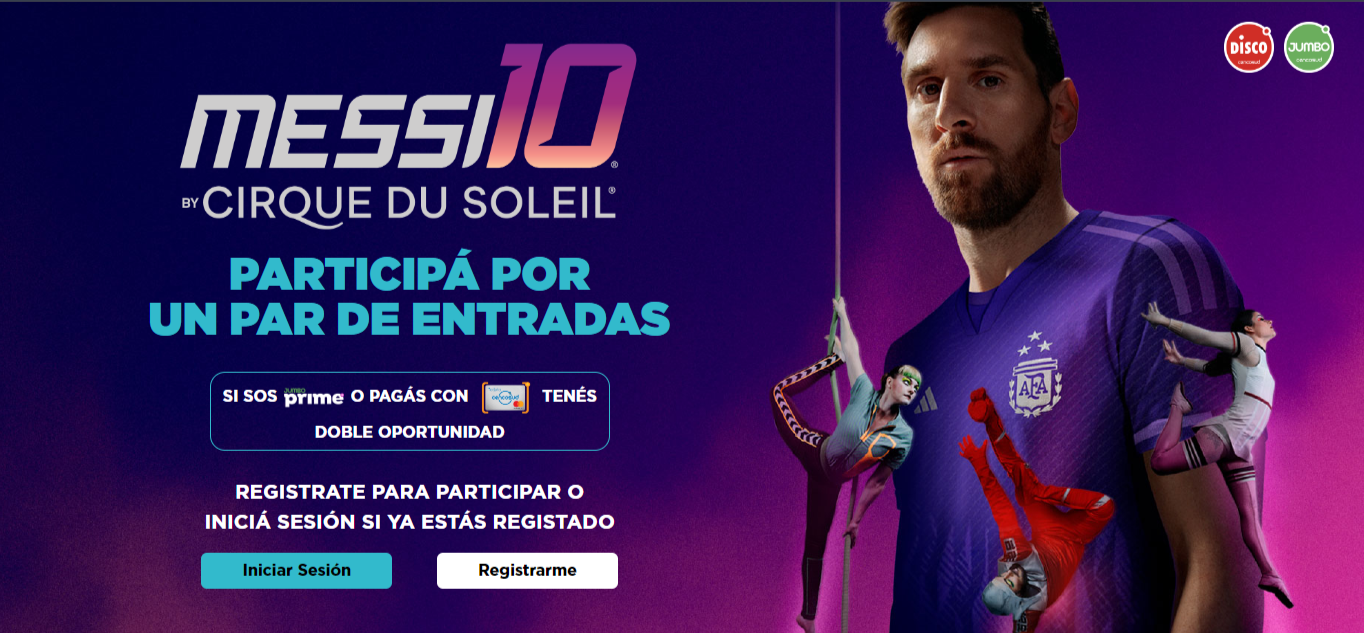 DISCO
cencosud
JUMBO
cencosud
MESSI10®
BY CIRQUE DU SOLEIL®
PARTICIPÁ POR
UN PAR DE ENTRADAS
SI SOS JUMBO prime O PAGÁS CON cencosud TENÉS
DOBLE OPORTUNIDAD
REGISTRATE PARA PARTICIPAR O
INICIÁ SESIÓN SI YA ESTÁS REGISTADO
Iniciar Sesión
Registrarme
AFA